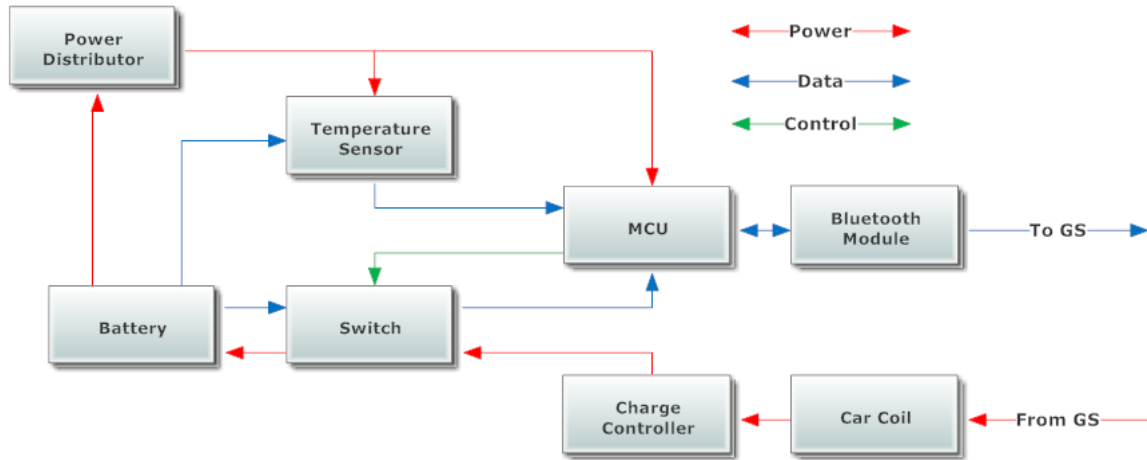 Power
Distributor
Power
Data
Control
Temperature
Sensor
MCU
Bluetooth
Module
To GS
Battery
Switch
Charge
Controller
Car Coil
From GS